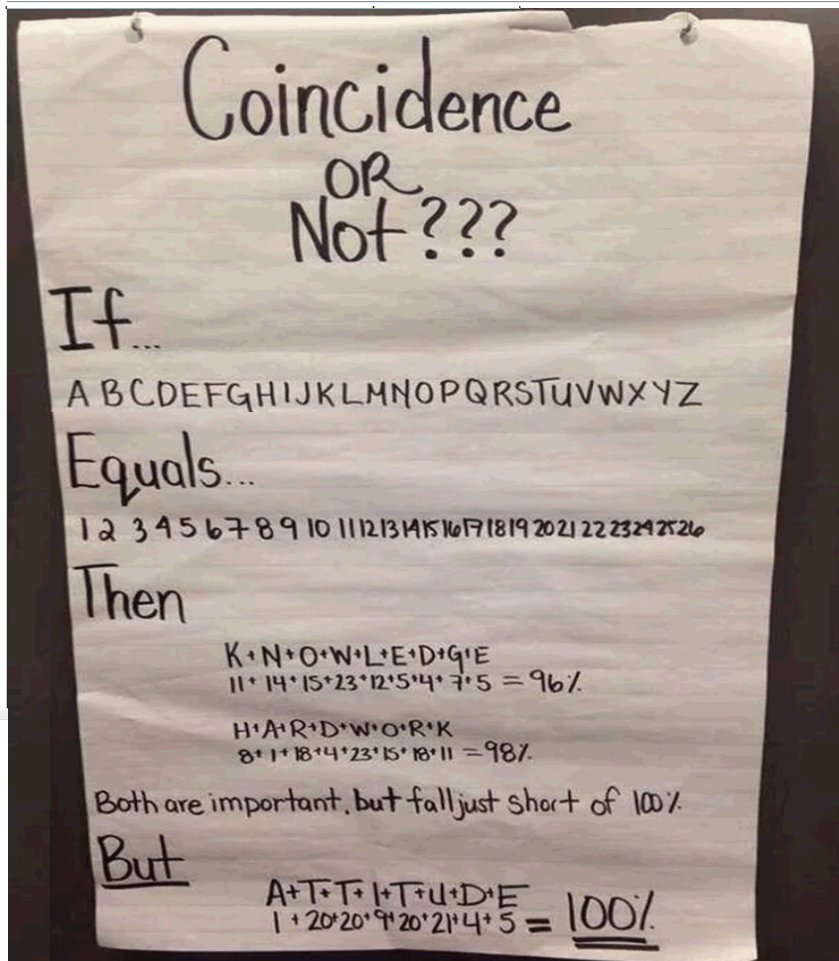 Coincidence
OR
Not???
If...
A B C D E F G H I J K L M N O P Q R S T U V W X Y Z
Equals...
1 2 3 4 5 6 7 8 9 10 11 12 13 14 15 16 17 18 19 20 21 22 23 24 25 26
Then
K+N+O+W+L+E+D+G+E
11+14+15+23+12+5+4+7+5=96%
H+A+R+D+W+O+R+K
8+1+18+4+23+15+18+11=98%
Both are important, but fall just short of 100%
But
A+T+T+I+T+U+D+E
1+20+20+9+20+21+4+5=100%